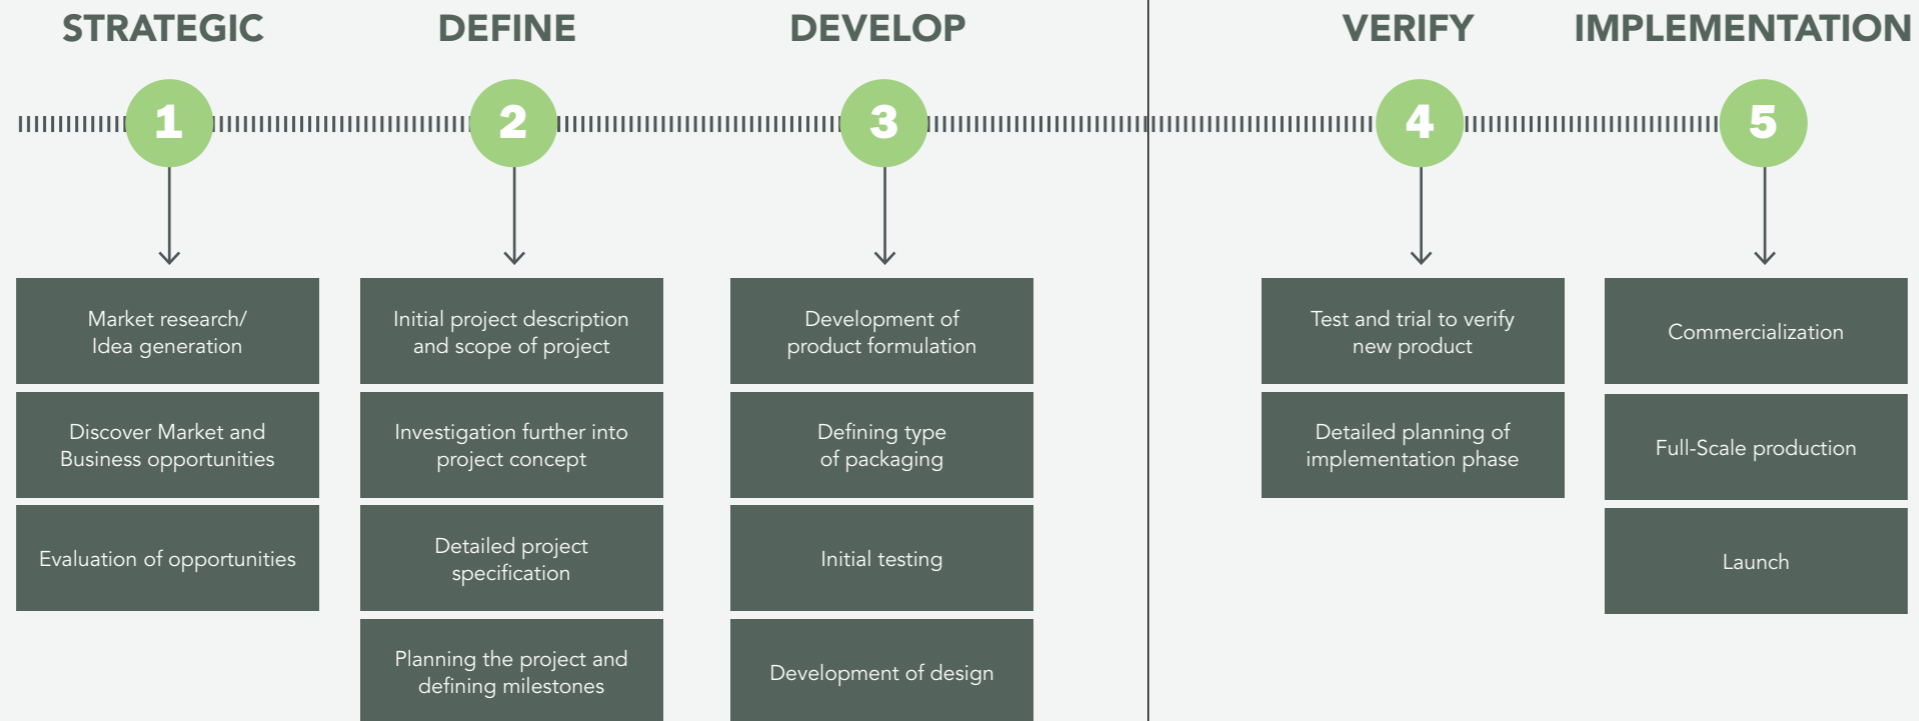 STRATEGIC
DEFINE
DEVELOP
VERIFY
IMPLEMENTATION
1
2
3
4
5
Market research/
Idea generation
Discover Market and
Business opportunities
Evaluation of opportunities
Initial project description
and scope of project
Investigation further into
project concept
Detailed project
specification
Planning the project and
defining milestones
Development of
product formulation
Defining type
of packaging
Initial testing
Development of design
Test and trial to verify
new product
Detailed planning of
implementation phase
Commercialization
Full-Scale production
Launch